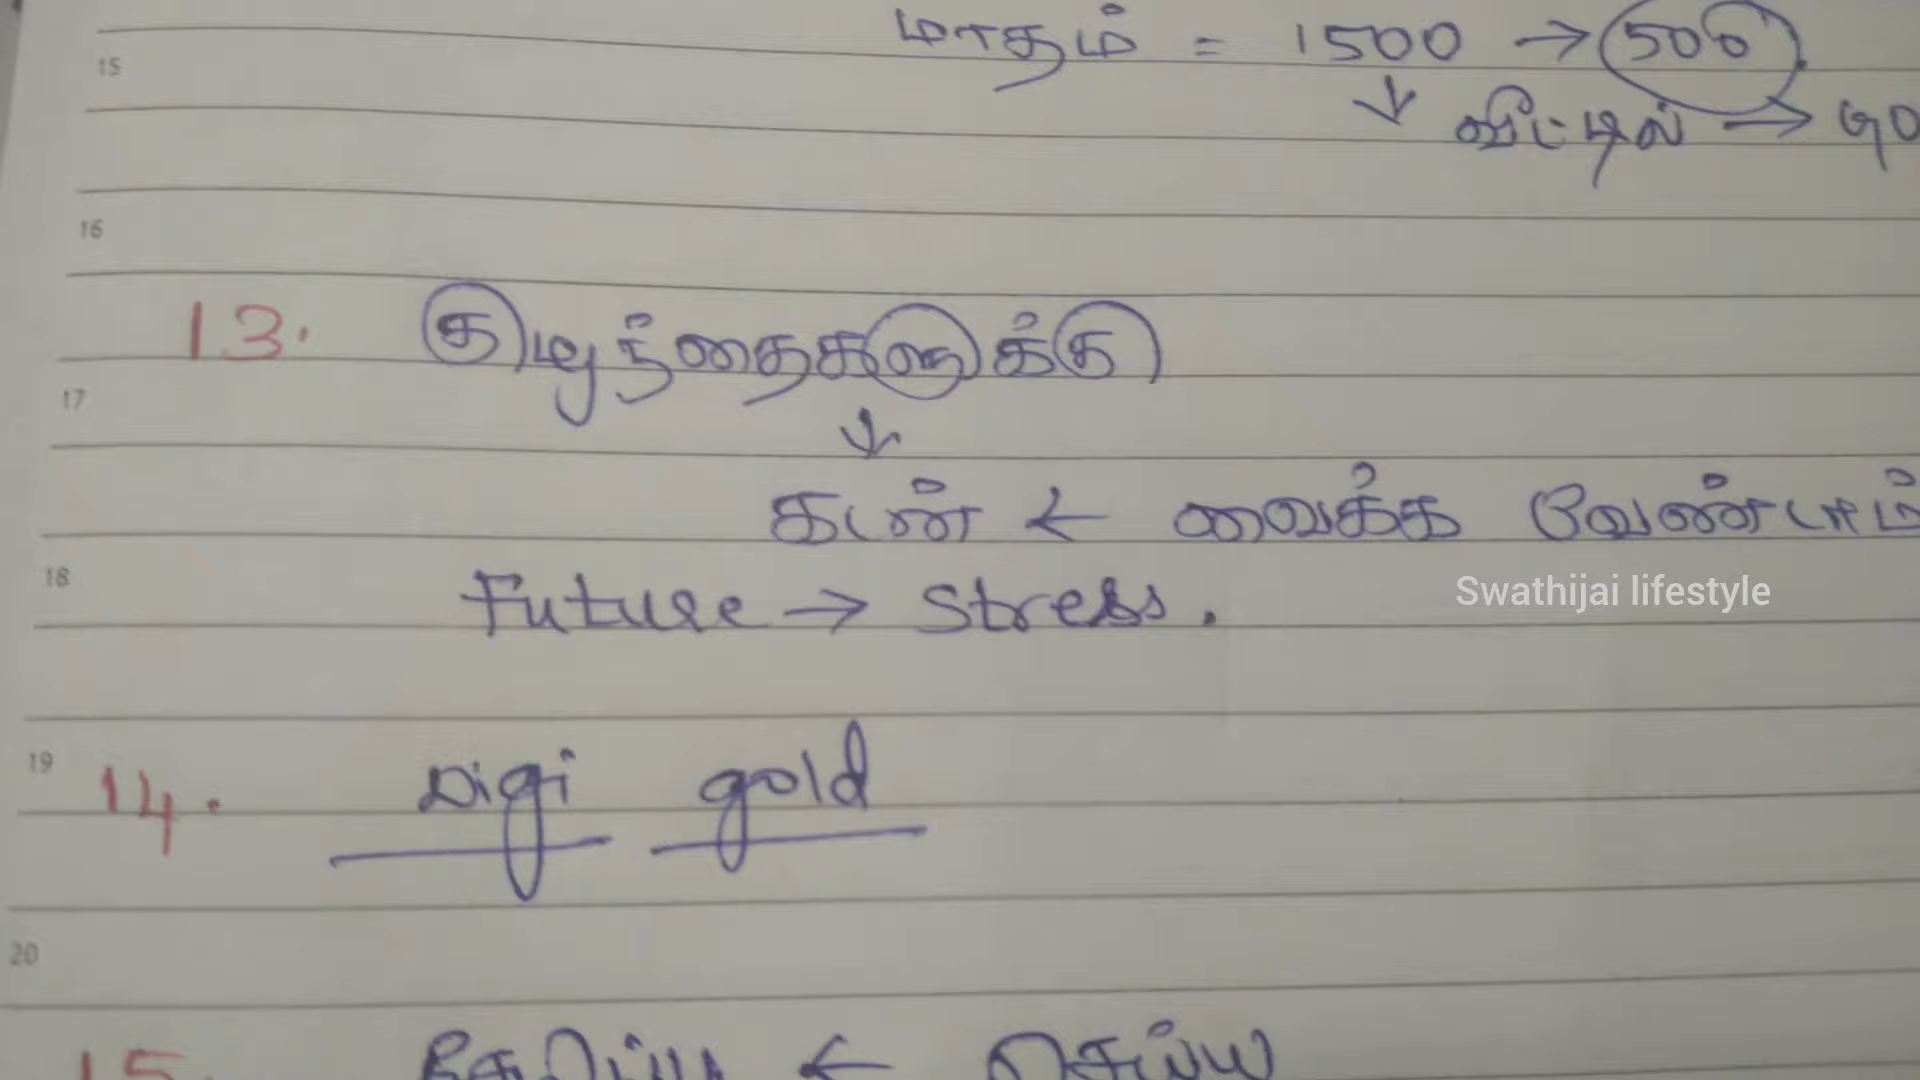 15
மாதம் = 1500 → 500
↓ வீட்டில் →
16
13. குழந்தைகளுக்கு
17
↓
கடன் ← வைக்க வேண்டாம்
18
Future → Stress.
Swathijai lifestyle
19
14. Digi gold
20
15. சேமிப்பு ← செய்ய